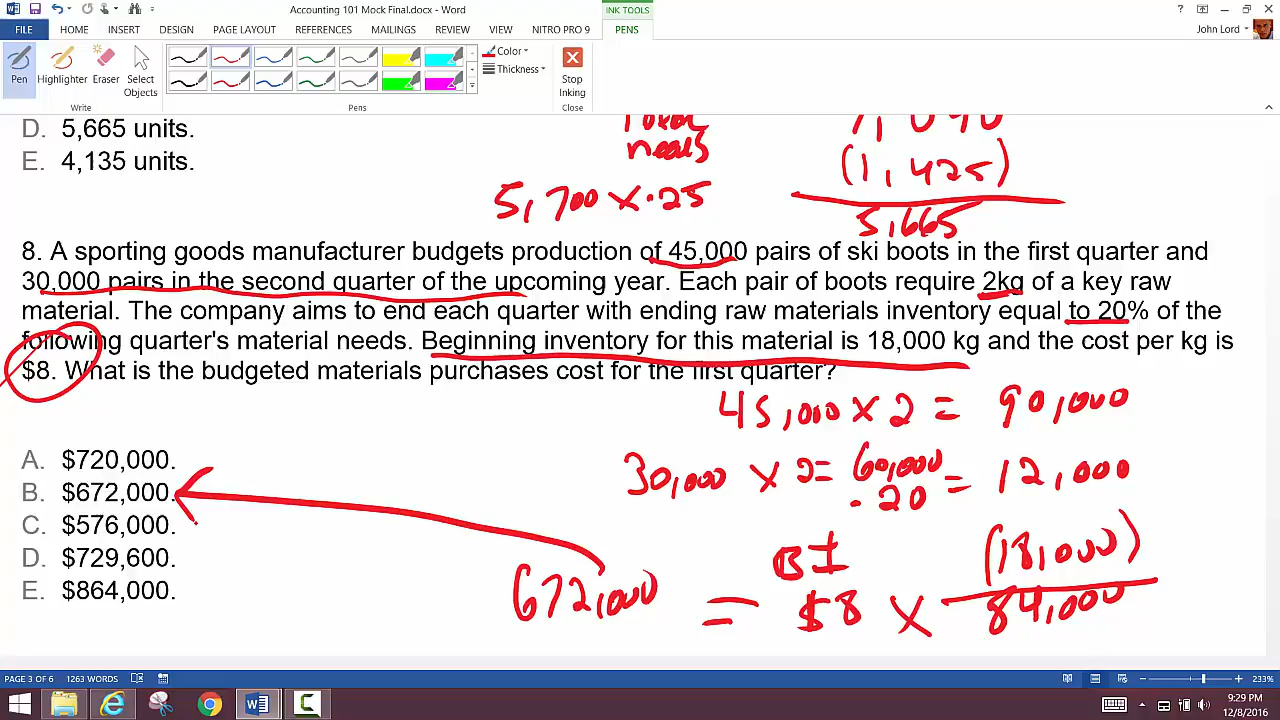 Accounting 101 Mock Final.docx - Word
INK TOOLS
FILE HOME INSERT DESIGN PAGE LAYOUT REFERENCES MAILINGS REVIEW VIEW NITRO PRO 9 PENS
John Lord
Pen Highlighter Eraser Select Objects
Color
Thickness
Stop Inking
Write Pens Close
D. 5,665 units.
E. 4,135 units.
Total 7,090
needs (1,425)
5,700 X .25
5,665
8. A sporting goods manufacturer budgets production of 45,000 pairs of ski boots in the first quarter and
30,000 pairs in the second quarter of the upcoming year. Each pair of boots require 2kg of a key raw
material. The company aims to end each quarter with ending raw materials inventory equal to 20% of the
following quarter's material needs. Beginning inventory for this material is 18,000 kg and the cost per kg is
$8. What is the budgeted materials purchases cost for the first quarter?
45,000 X 2 = 90,000
A. $720,000.
30,000 X 2 = 60,000 = 12,000
.20
B. $672,000.
C. $576,000.
D. $729,600.
BI (18,000)
E. $864,000.
672,000 = $8 X 84,000
PAGE 3 OF 6 1263 WORDS 233%
9:29 PM
12/8/2016